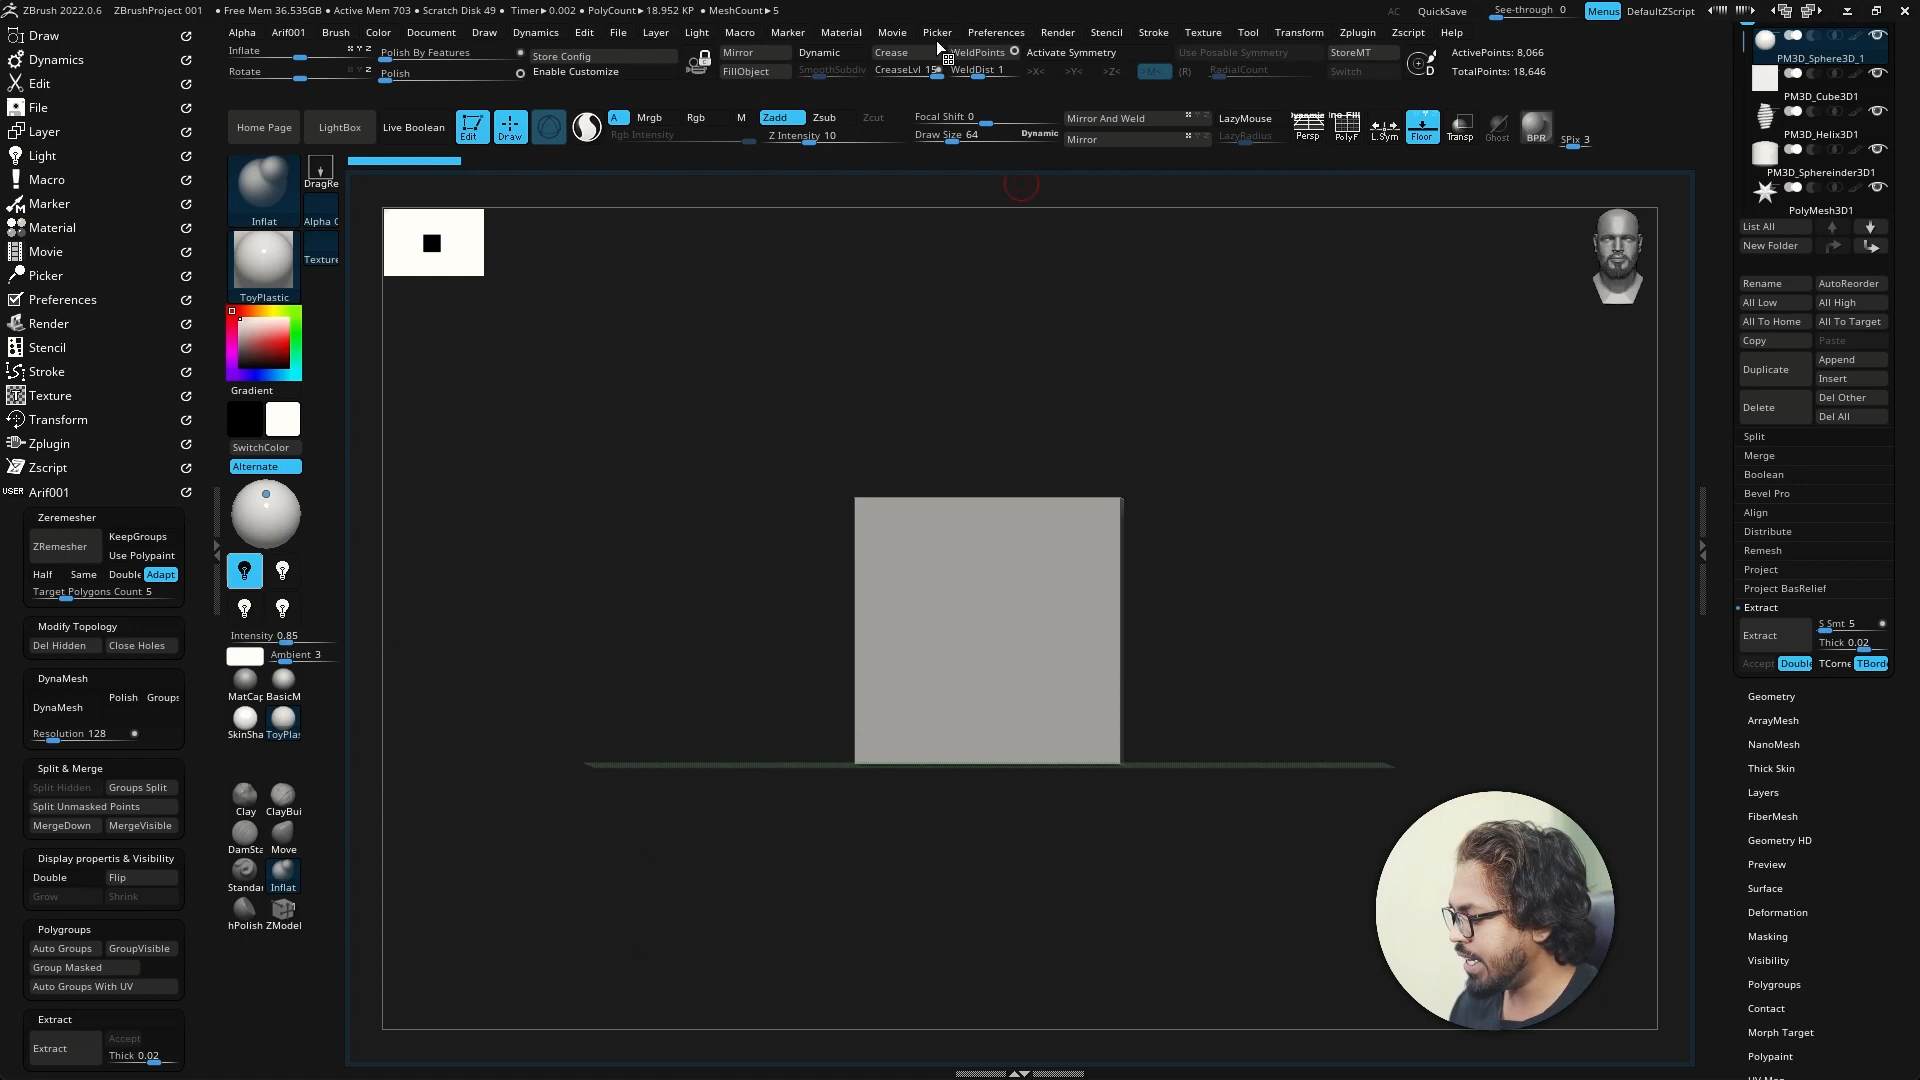 ZBrush 2022.0.6 ZBrushProject 001 • Free Mem 36.535GB • Active Mem 703 • Scratch Disk 49 • Timer▸0.002 • PolyCount▸18.952 KP • MeshCount▸5 AC QuickSave See-through 0 Menus DefaultZScript
Alpha Arif001 Brush Color Document Draw Dynamics Edit File Layer Light Macro Marker Material Movie Picker Preferences Render Stencil Stroke Texture Tool Transform Zplugin Zscript Help
Inflate Polish By Features Store Config Mirror Dynamic Crease WeldPoints Activate Symmetry Use Posable Symmetry StoreMT ActivePoints: 8,066
Rotate Polish Enable Customize FillObject SmoothSubdiv CreaseLvl 15 WeldDist 1 >X< >Y< >Z< >M< (R) RadialCount Switch TotalPoints: 18,646
Home Page LightBox Live Boolean Edit Draw A Mrgb Rgb M Zadd Zsub Zcut Focal Shift 0 Mirror And Weld LazyMouse
Rgb Intensity Z Intensity 10 Draw Size 64 Dynamic Mirror LazyRadius Persp PolyF L.Sym Floor Transp Ghost BPR SPix 3
Draw
Dynamics
Edit
File
Layer
Light
Macro
Marker
Material
Movie
Picker
Preferences
Render
Stencil
Stroke
Texture
Transform
Zplugin
Zscript
USER Arif001
Zeremesher
ZRemesher KeepGroups
Use Polypaint
Half Same Double Adapt
Target Polygons Count 5
Modify Topology
Del Hidden Close Holes
DynaMesh
Polish Groups
DynaMesh
Resolution 128
Split & Merge
Split Hidden Groups Split
Split Unmasked Points
MergeDown MergeVisible
Display propertis & Visibility
Double Flip
Grow Shrink
Polygroups
Auto Groups GroupVisible
Group Masked
Auto Groups With UV
Extract
Extract Accept
Thick 0.02
Inflat
DragRe
Alpha O
Texture
ToyPlastic
Gradient
SwitchColor
Alternate
Intensity 0.85
Ambient 3
MatCap BasicM
SkinSha ToyPlas
Clay ClayBui
DamSta Move
Standar Inflat
hPolish ZModel
PM3D_Sphere3D_1
PM3D_Cube3D1
PM3D_Helix3D1
PM3D_Sphereinder3D1
PolyMesh3D1
List All
New Folder
Rename AutoReorder
All Low All High
All To Home All To Target
Copy Paste
Duplicate Append
Insert
Delete Del Other
Del All
Split
Merge
Boolean
Bevel Pro
Align
Distribute
Remesh
Project
Project BasRelief
Extract
Extract S Smt 5
Thick 0.02
Accept Double TCorne TBorde
Geometry
ArrayMesh
NanoMesh
Thick Skin
Layers
FiberMesh
Geometry HD
Preview
Surface
Deformation
Masking
Visibility
Polygroups
Contact
Morph Target
Polypaint